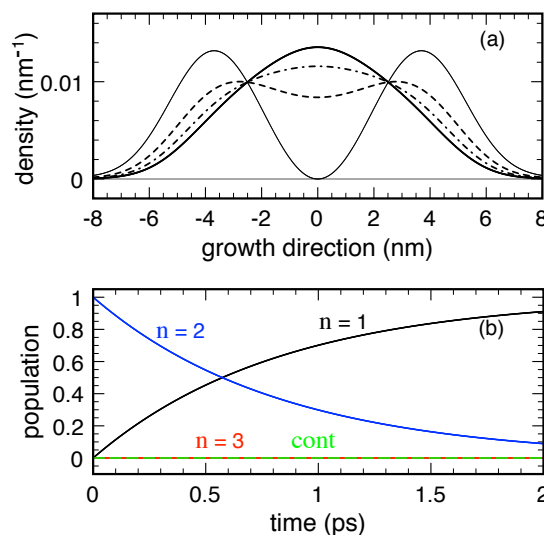 (a)
density (nm⁻¹)
0.01
0
-8 -6 -4 -2 0 2 4 6 8
growth direction (nm)
(b)
population
1
0.8
0.6
0.4
0.2
0
n = 1
n = 2
n = 3 cont
0 0.5 1 1.5 2
time (ps)